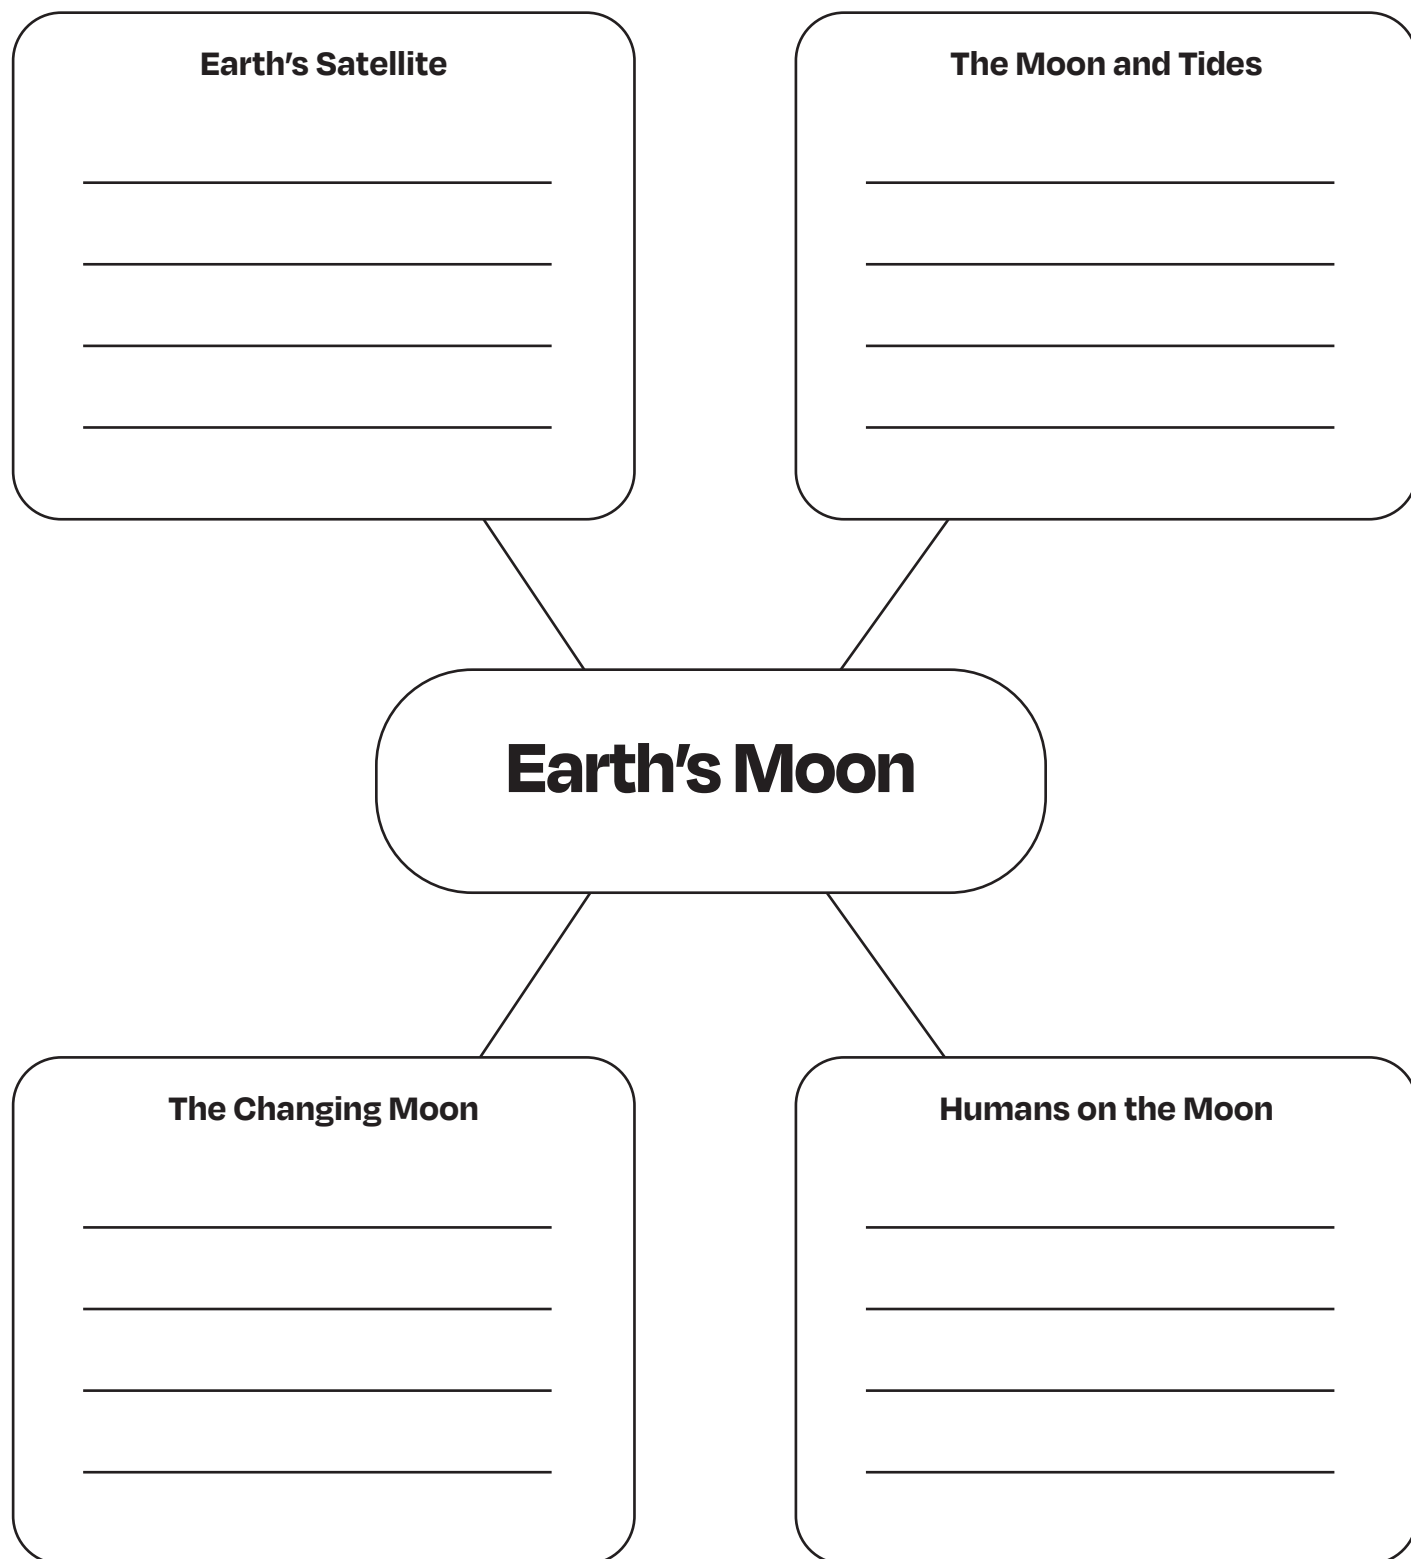 Earth’s Satellite
The Moon and Tides
Earth’s Moon
The Changing Moon
Humans on the Moon